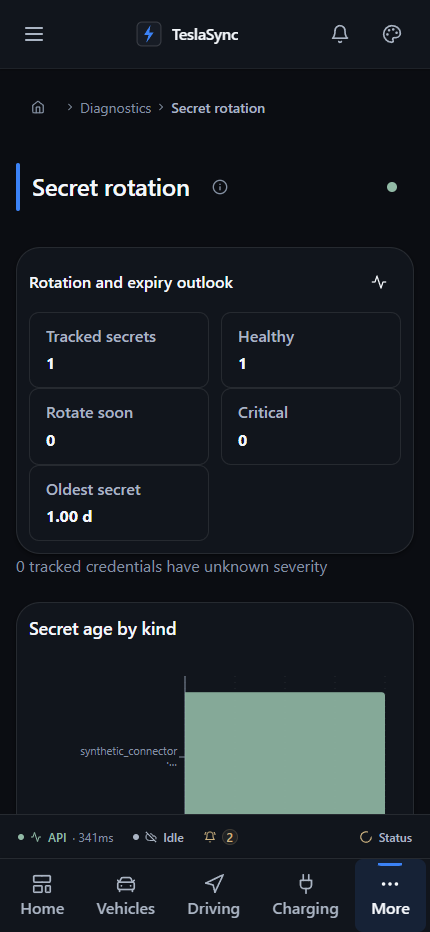 TeslaSync
Diagnostics > Secret rotation
Secret rotation
Rotation and expiry outlook
Tracked secrets
1
Healthy
1
Rotate soon
0
Critical
0
Oldest secret
1.00 d
0 tracked credentials have unknown severity
Secret age by kind
synthetic_connector
·...
API · 341ms
Idle
2
Status
Home
Vehicles
Driving
Charging
More